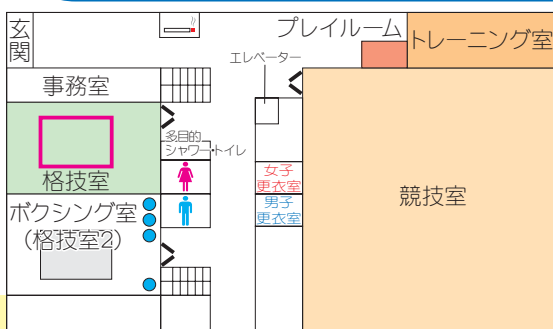 玄
関
プレイルーム
トレーニング室
エレベーター
事務室
多目的
シャワー・トイレ
格技室
女子
更衣室
男子
更衣室
競技室
ボクシング室
(格技室2)